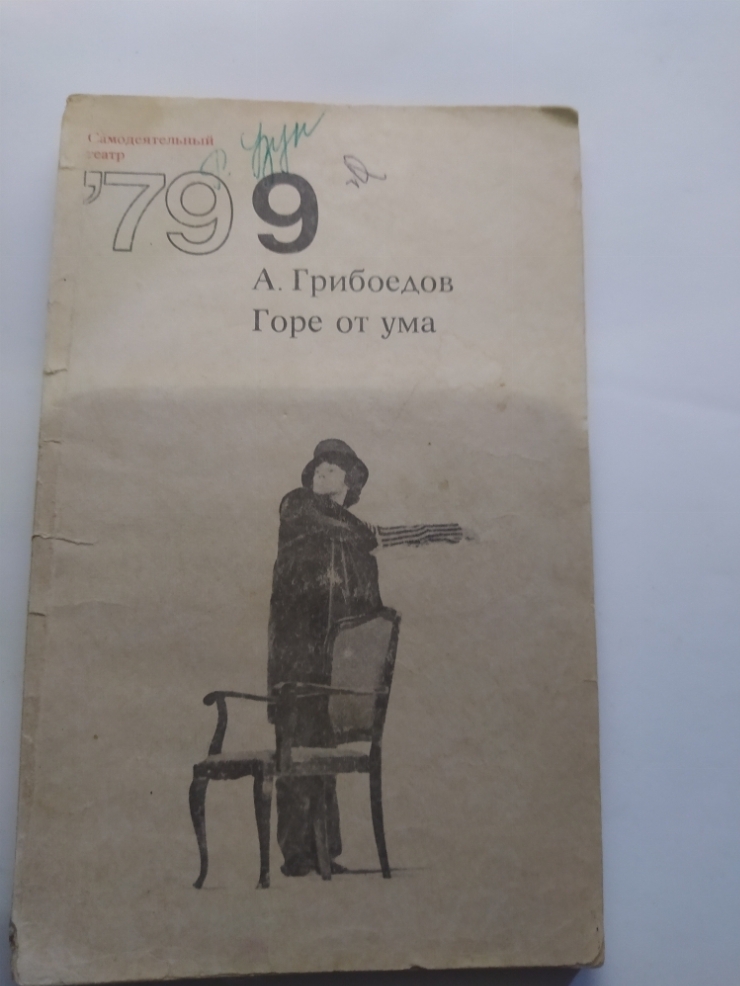 Самодеятельный
театр
'79 9
А. Грибоедов
Горе от ума